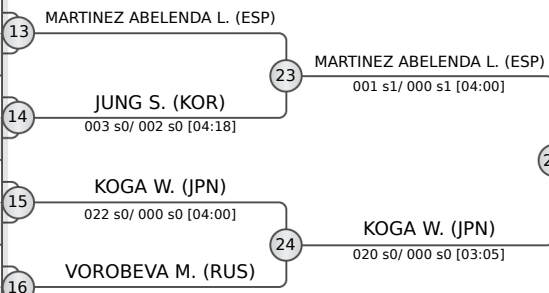 13
MARTINEZ ABELENDA L. (ESP)
23
MARTINEZ ABELENDA L. (ESP)
001 s1/ 000 s1 [04:00]
14
JUNG S. (KOR)
003 s0/ 002 s0 [04:18]
15
KOGA W. (JPN)
022 s0/ 000 s0 [04:00]
24
KOGA W. (JPN)
020 s0/ 000 s0 [03:05]
16
VOROBEVA M. (RUS)